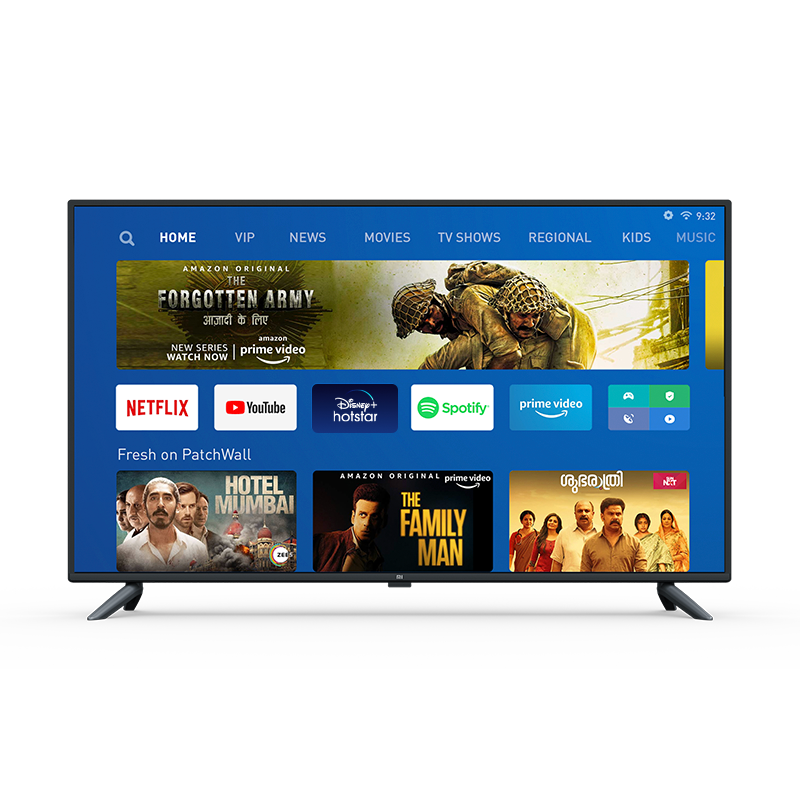 9:32
HOME VIP NEWS MOVIES TV SHOWS REGIONAL KIDS MUSIC
AMAZON ORIGINAL
THE
FORGOTTEN ARMY
आज़ादी के लिए
NEW SERIES
WATCH NOW
amazon
prime video
NETFLIX
YouTube
Disney+
hotstar
Spotify
prime video
Fresh on PatchWall
HOTEL
MUMBAI
ZEE
AMAZON ORIGINAL prime video
THE
FAMILY
MAN
ശുഭരാത്രി
mi